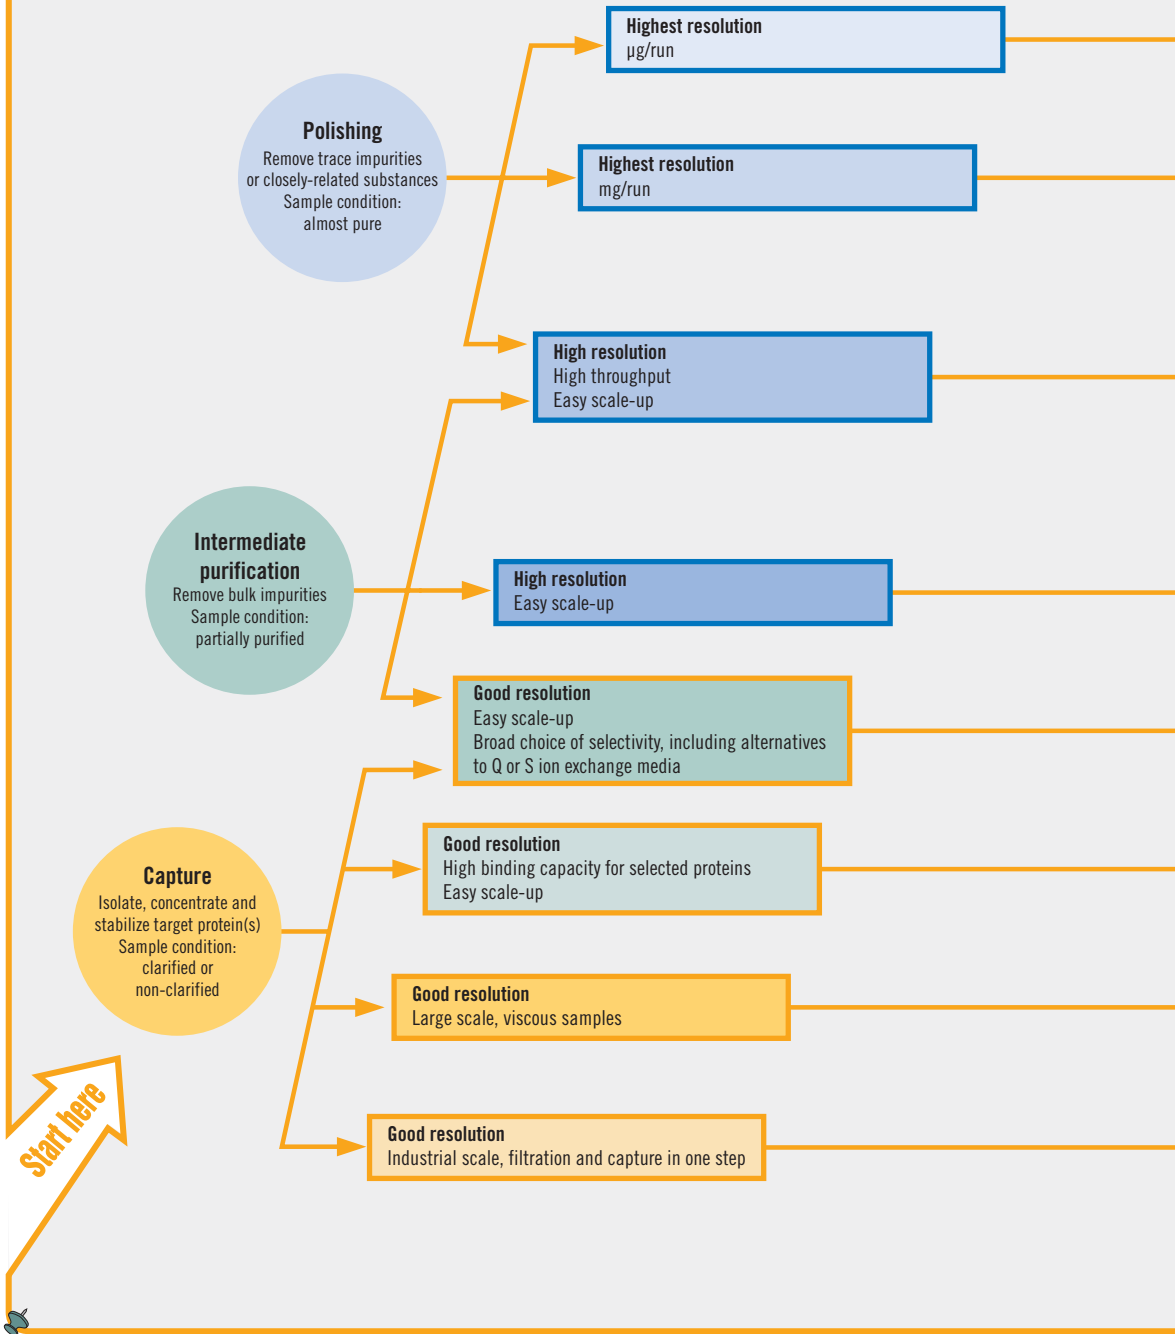 Highest resolution
µg/run
Polishing
Remove trace impurities
or closely-related substances
Sample condition:
almost pure
Highest resolution
mg/run
High resolution
High throughput
Easy scale-up
Intermediate
purification
Remove bulk impurities
Sample condition:
partially purified
High resolution
Easy scale-up
Good resolution
Easy scale-up
Broad choice of selectivity, including alternatives
to Q or S ion exchange media
Good resolution
High binding capacity for selected proteins
Easy scale-up
Capture
Isolate, concentrate and
stabilize target protein(s)
Sample condition:
clarified or
non-clarified
Good resolution
Large scale, viscous samples
Good resolution
Industrial scale, filtration and capture in one step
Start here